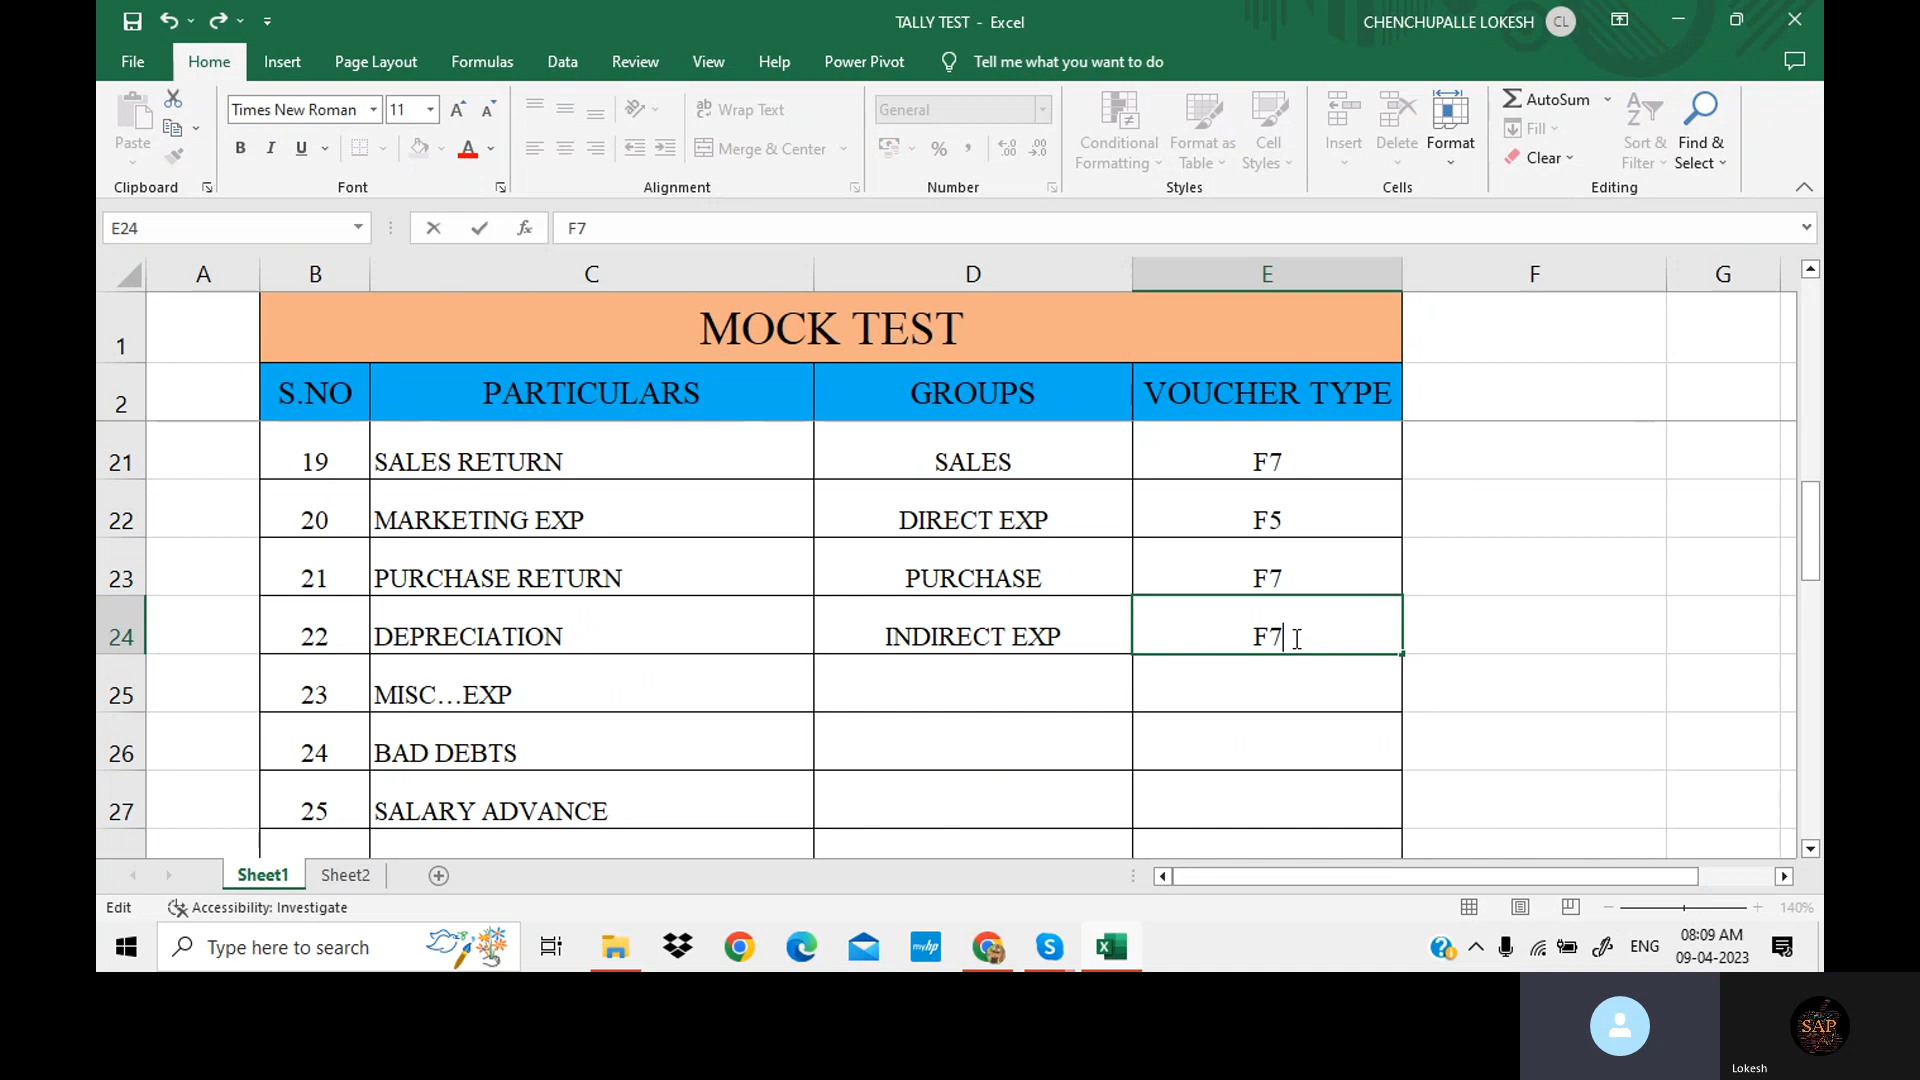 TALLY TEST - Excel
CHENCHUPALLE LOKESH
CL
File Home Insert Page Layout Formulas Data Review View Help Power Pivot Tell me what you want to do
Paste
Clipboard
Times New Roman 11
B I U
Font
Wrap Text
Merge & Center
Alignment
General
Number
Conditional Formatting
Format as Table
Cell Styles
Styles
Insert Delete Format
Cells
AutoSum
Fill
Clear
Sort & Filter
Find & Select
Editing
E24
fx
F7
A B C D E F G
1 MOCK TEST
2 S.NO PARTICULARS GROUPS VOUCHER TYPE
21 19 SALES RETURN SALES F7
22 20 MARKETING EXP DIRECT EXP F5
23 21 PURCHASE RETURN PURCHASE F7
24 22 DEPRECIATION INDIRECT EXP F7
25 23 MISC…EXP
26 24 BAD DEBTS
27 25 SALARY ADVANCE
Sheet1 Sheet2
Edit Accessibility: Investigate 140%
Type here to search
myhp
ENG
08:09 AM
09-04-2023
SAP
Lokesh